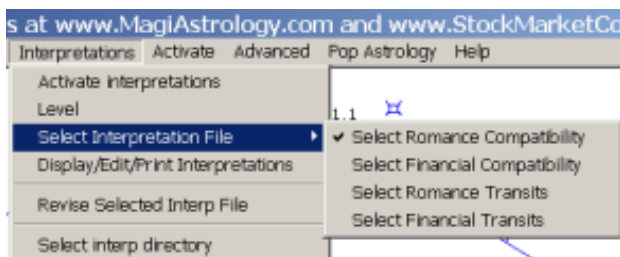 s at www.MagiAstrology.com and www.StockMarketCo
Interpretations Activate Advanced Pop Astrology Help
Activate interpretations
Level
1.1
Select Interpretation File
Select Romance Compatibility
Display/Edit/Print Interpretations
Select Financial Compatibility
Select Romance Transits
Revise Selected Interp File
Select Financial Transits
Select interp directory